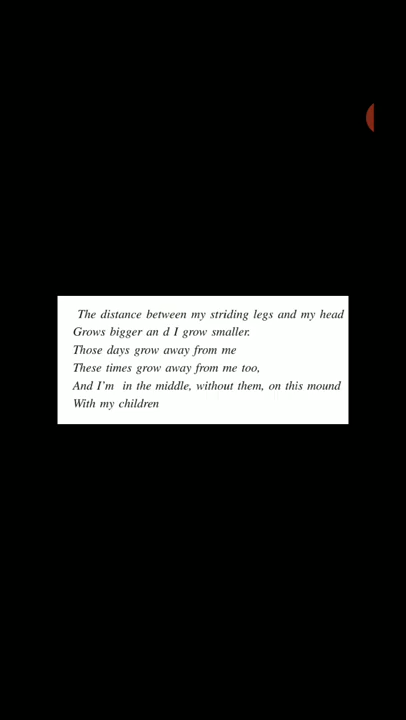 The distance between my striding legs and my head
Grows bigger an d I grow smaller.
Those days grow away from me
These times grow away from me too,
And I'm in the middle, without them, on this mound
With my children